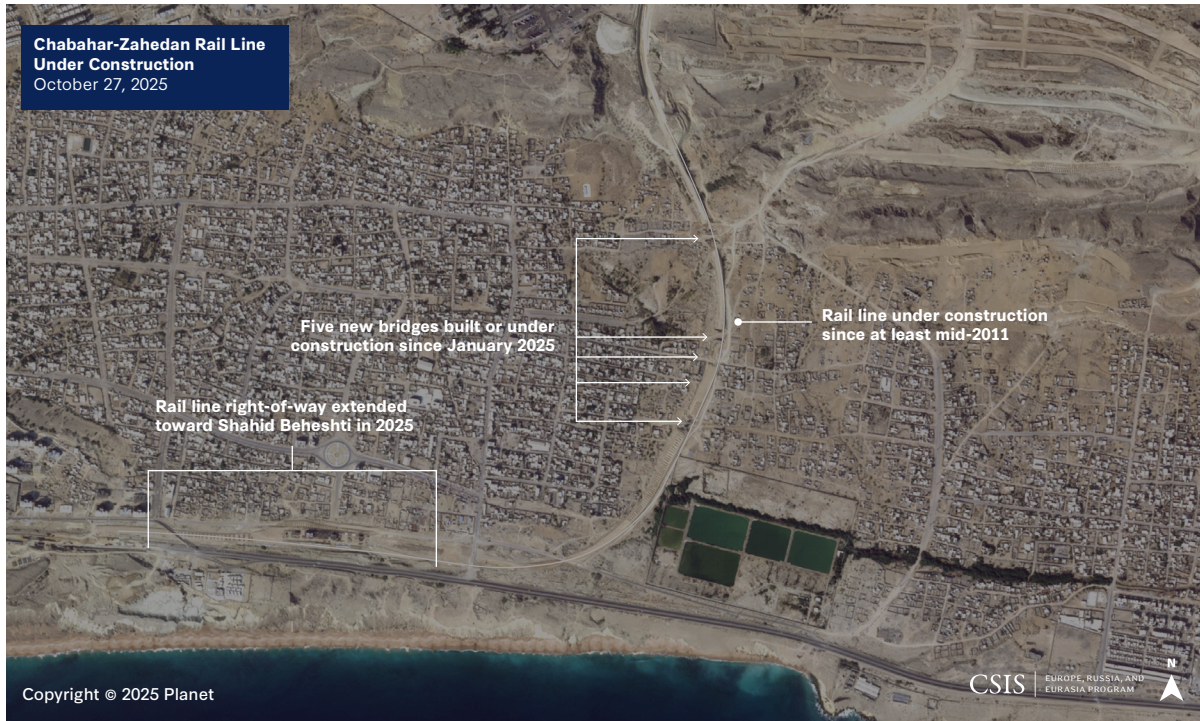 Chabahar-Zahedan Rail Line
Under Construction
October 27, 2025
Five new bridges built or under
construction since January 2025
Rail line under construction
since at least mid-2011
Rail line right-of-way extended
toward Shahid Beheshti in 2025
Copyright © 2025 Planet
CSIS
EUROPE, RUSSIA, AND
EURASIA PROGRAM
N